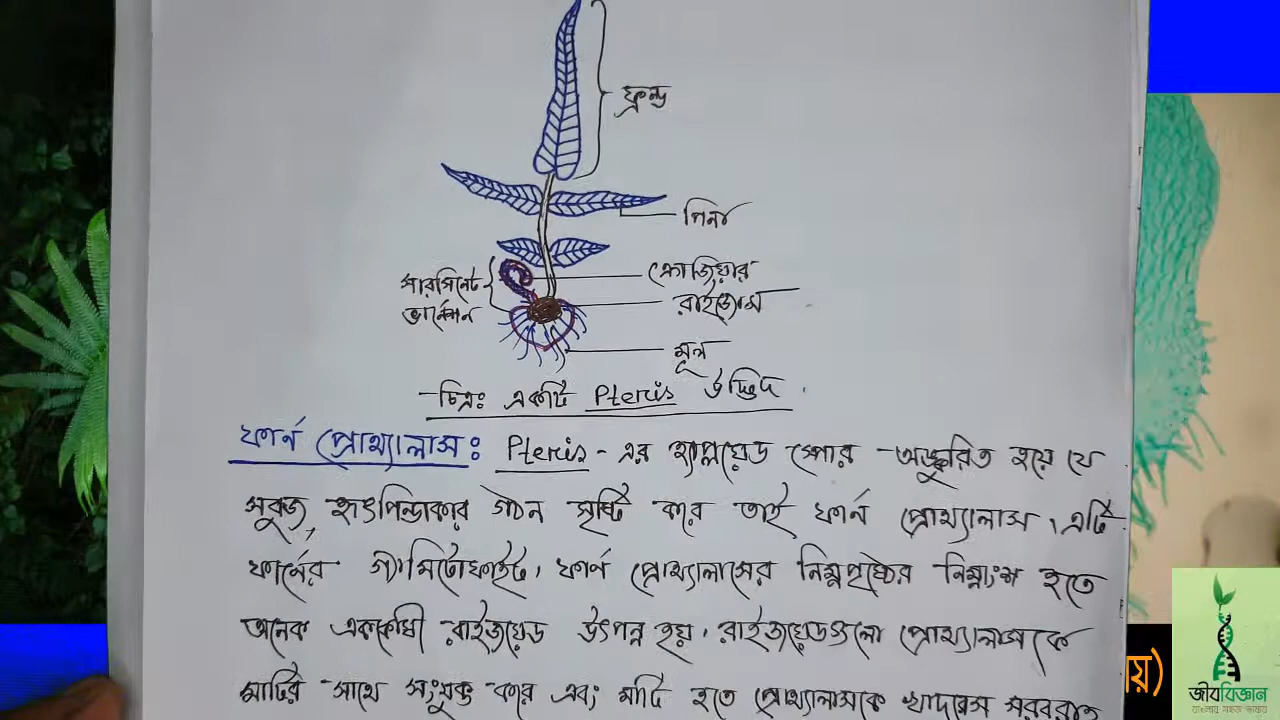 ফ্রন্ড
পিনা
সারসিনেট
ভার্নেশন
ক্রোজিয়ার
রাইজোম
মূল
চিত্রঃ একটি Pteris উদ্ভিদ
ফার্ন প্রোথ্যালাসঃ Pteris-এর হ্যাপ্লয়েড স্পোর অঙ্কুরিত হয়ে যে
সবুজ, হৃৎপিন্ডাকার গঠন সৃষ্টি করে তাই ফার্ন প্রোথ্যালাস। এটি
ফার্নের গ্যামিটোফাইট। ফার্ন প্রোথ্যালাসের নিম্নপৃষ্ঠের নিম্নাংশ হতে
অনেক এককোষী রাইজয়েড উৎপন্ন হয়। রাইজয়েডগুলো প্রোথ্যালাসকে
মাটির সাথে সংযুক্ত করে এবং মাটি হতে প্রোথ্যালাসকে খাদ্যরস সরবরাহ
য়)
জীববিজ্ঞান
বাংলায় সহজ ভাষায়